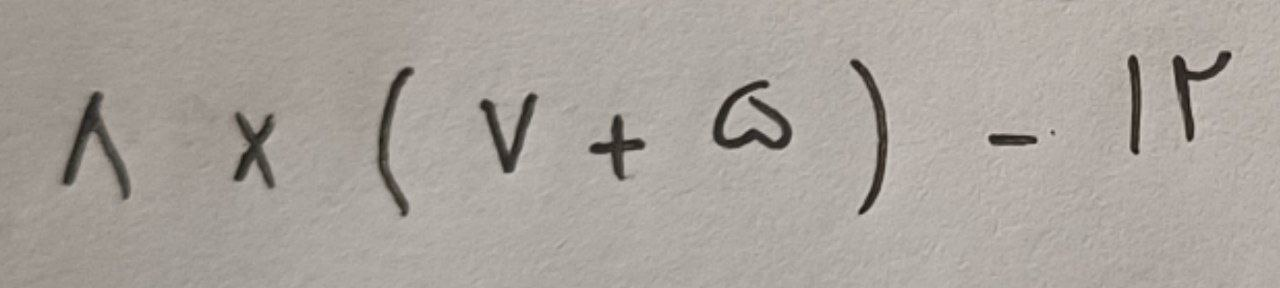 ۸ × ( ۷ + ۵ ) - ۱۲